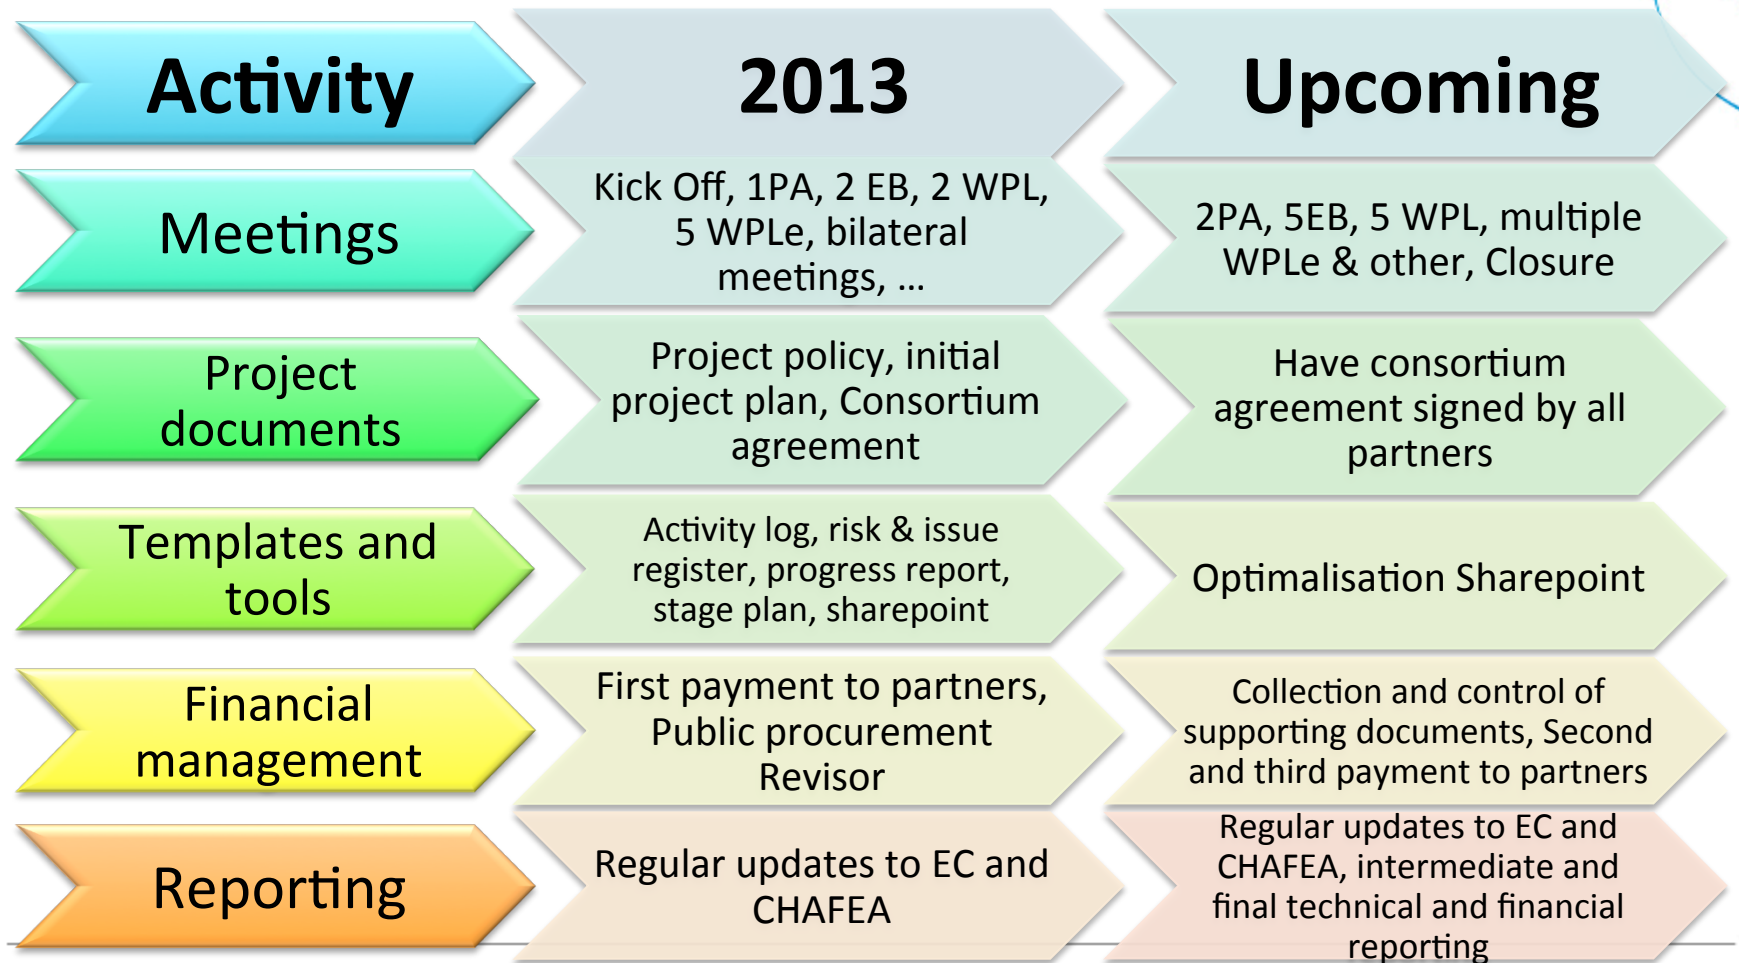 Activity
2013
Upcoming
Meetings
Kick Off, 1PA, 2 EB, 2 WPL,
5 WPLe, bilateral
meetings, ...
2PA, 5EB, 5 WPL, multiple
WPLe & other, Closure
Project
documents
Project policy, initial
project plan, Consortium
agreement
Have consortium
agreement signed by all
partners
Templates and
tools
Activity log, risk & issue
register, progress report,
stage plan, sharepoint
Optimalisation Sharepoint
Financial
management
First payment to partners,
Public procurement
Revisor
Collection and control of
supporting documents, Second
and third payment to partners
Reporting
Regular updates to EC and
CHAFEA
Regular updates to EC and
CHAFEA, intermediate and
final technical and financial
reporting